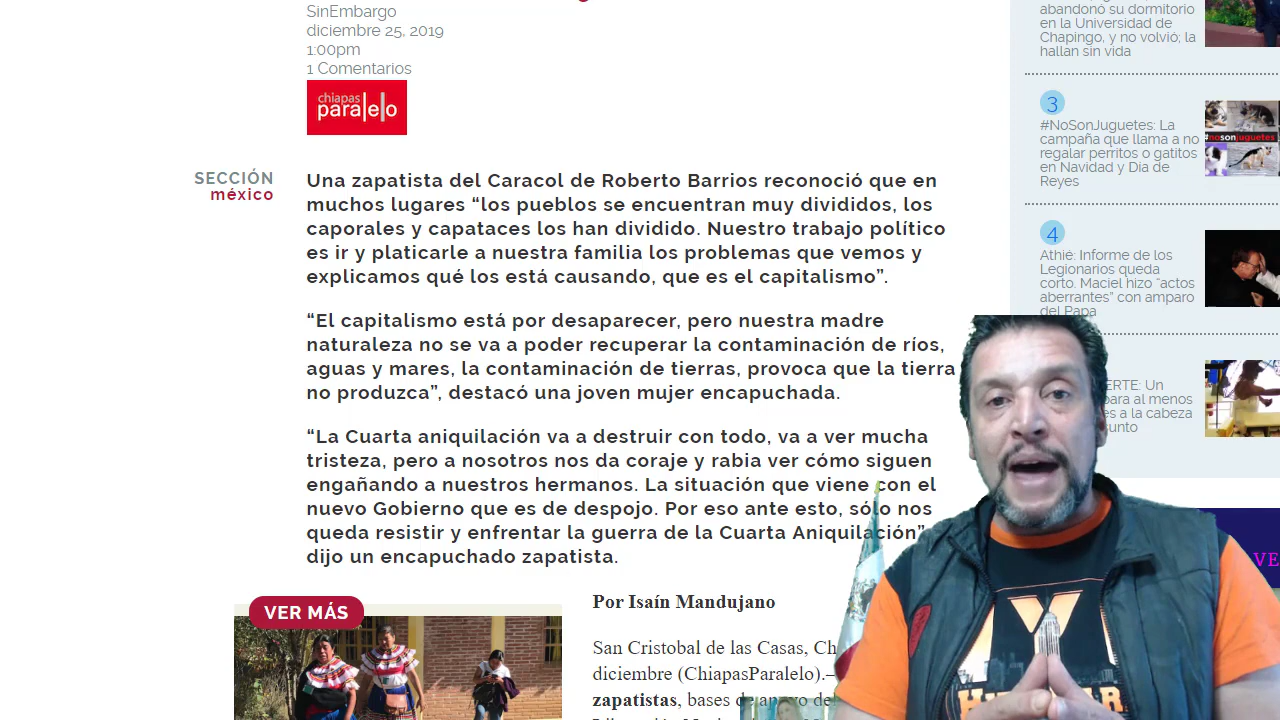 SinEmbargo
diciembre 25, 2019
1:00pm
1 Comentarios
chiapas
paralelo
SECCIÓN
méxico
Una zapatista del Caracol de Roberto Barrios reconoció que en
muchos lugares “los pueblos se encuentran muy divididos, los
caporales y capataces los han dividido. Nuestro trabajo político
es ir y platicarle a nuestra familia los problemas que vemos y
explicamos qué los está causando, que es el capitalismo”.
“El capitalismo está por desaparecer, pero nuestra madre
naturaleza no se va a poder recuperar la contaminación de ríos,
aguas y mares, la contaminación de tierras, provoca que la tierra
no produzca”, destacó una joven mujer encapuchada.
“La Cuarta aniquilación va a destruir con todo, va a ver mucha
tristeza, pero a nosotros nos da coraje y rabia ver cómo siguen
engañando a nuestros hermanos. La situación que viene con el
nuevo Gobierno que es de despojo. Por eso ante esto, sólo nos
queda resistir y enfrentar la guerra de la Cuarta Aniquilación”
dijo un encapuchado zapatista.
VER MÁS
Por Isaín Mandujano
San Cristobal de las Casas, Ch
diciembre (ChiapasParalelo).–
zapatistas, bases de apoyo de
abandonó su dormitorio
en la Universidad de
Chapingo, y no volvió; la
hallan sin vida
3
#NoSonJuguetes: La
campaña que llama a no
regalar perritos o gatitos
en Navidad y Día de
Reyes
#nosonjuguetes
4
Athié: Informe de los
Legionarios queda
corto. Maciel hizo “actos
aberrantes” con amparo
del Papa
ERTE: Un
para al menos
es a la cabeza
sunto
VE